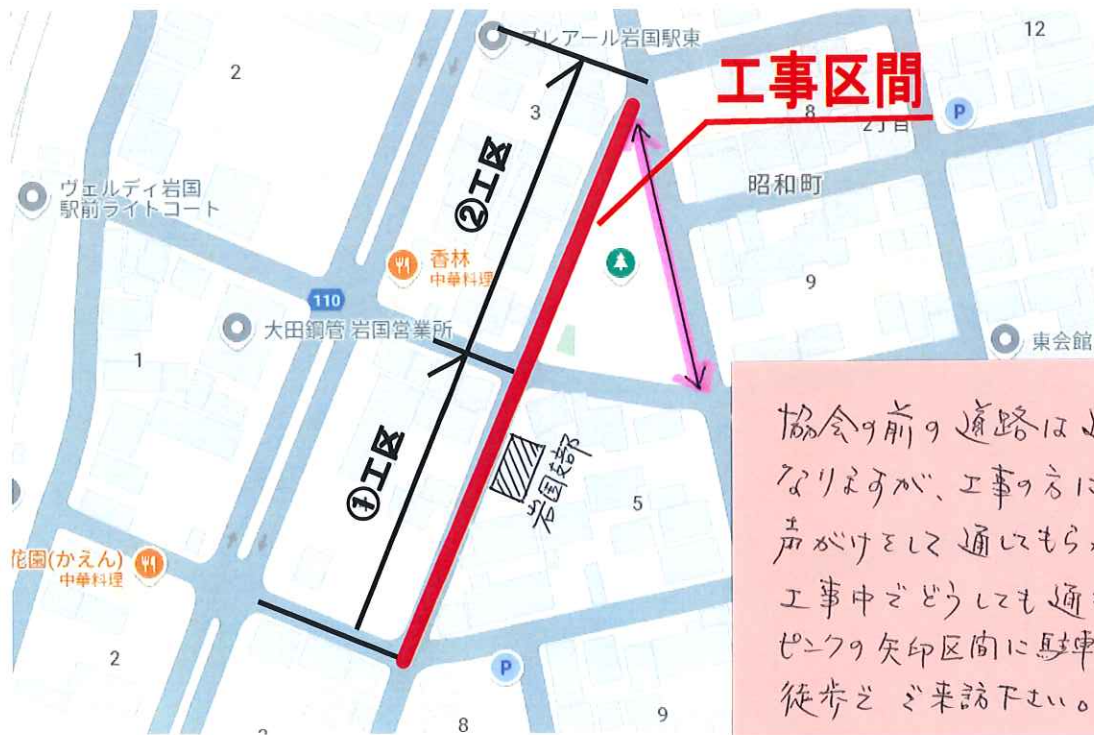 プレアール岩国駅東
12
2
工事区間
3
8
2丁目
P
②工区
昭和町
ヴェルディ岩国
駅前ライトコート
香林
中華料理
9
110
大田鋼管 岩国営業所
東会館
1
①工区
岩国支部
5
花園(かえん)
中華料理
2
P
8
9
協会の前の道路は
なりますが、工事の方に
声がけをして通してもら
工事中でどうしても通
ピンクの矢印区間に駐車
徒歩で ご来訪下さい。